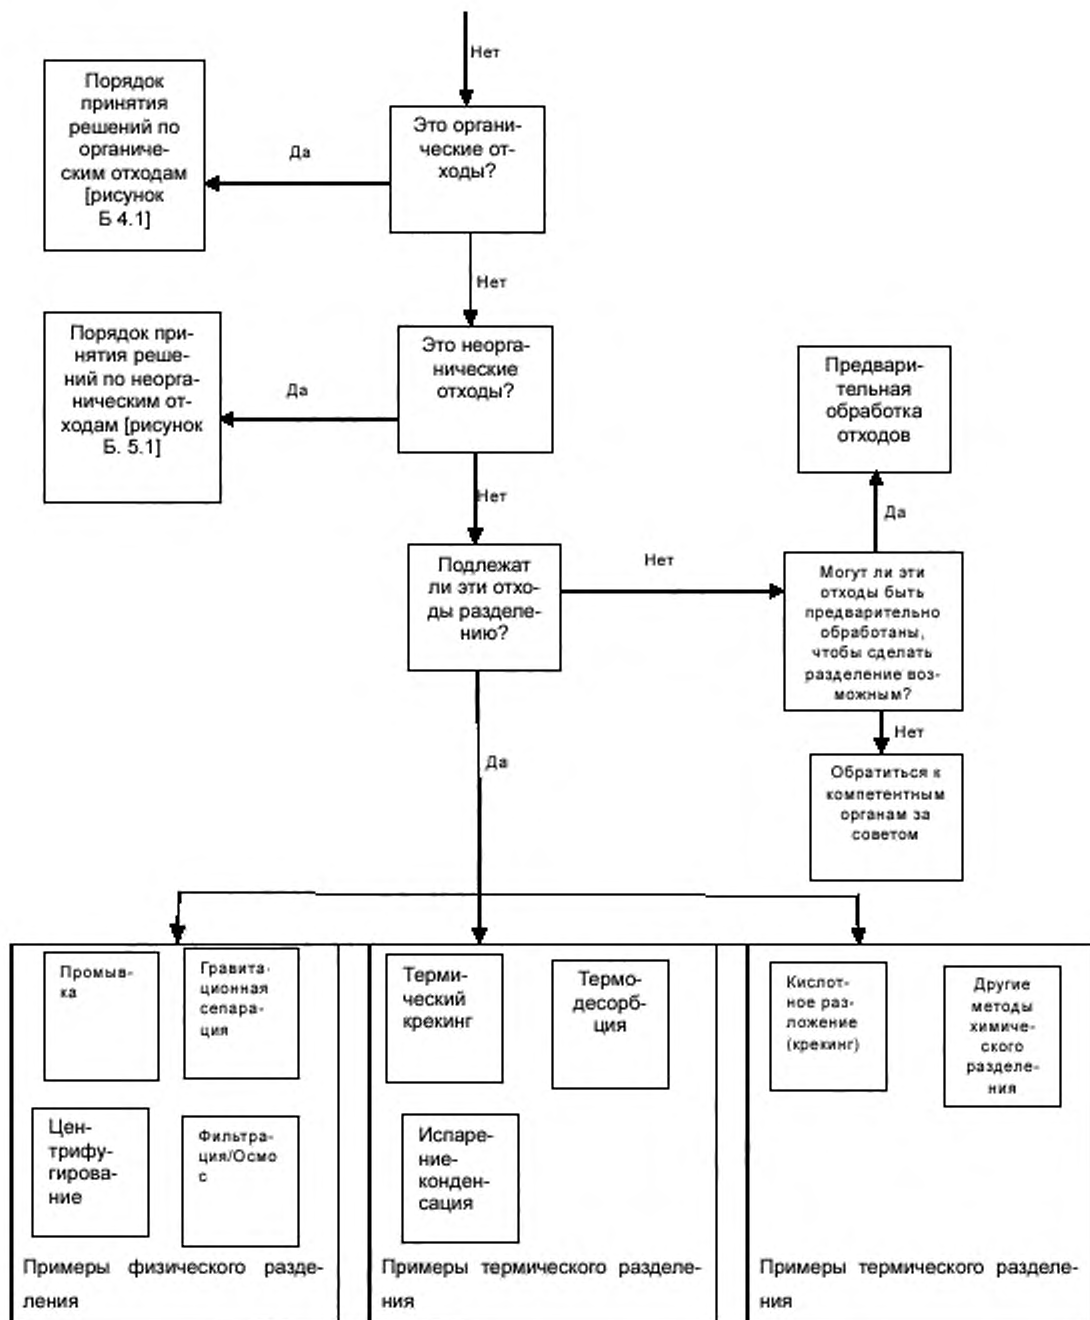 Нет
Порядок
принятия
решений по
органиче-
ским отходам
[рисунок
Б 4.1]
Да
Это органи-
ческие от-
ходы?
Нет
Порядок при-
нятия реше-
ний по неорга-
ническим от-
ходам [рисунок
Б. 5.1]
Да
Это неорга-
нические
отходы?
Нет
Предвари-
тельная
обработка
отходов
Да
Подлежат
ли эти отхо-
ды разделе-
нию?
Нет
Могут ли эти
отходы быть
предварительно
обработаны,
чтобы сделать
разделение воз-
можным?
Нет
Да
Обратиться к
компетентным
органам за
советом
Промыв-
ка
Гравита-
ционная
сепара-
ция
Цен-
трифу-
гирова-
ние
Фильтра-
ция/Осмо
с
Примеры физического разде-
ления
Терми-
ческий
крекинг
Термо-
десорб-
ция
Испаре-
ние-
конден-
сация
Примеры термического разделе-
ния
Кислот-
ное раз-
ложение
(крекинг)
Другие
методы
химиче-
ского
разделе-
ния
Примеры термического разделе-
ния